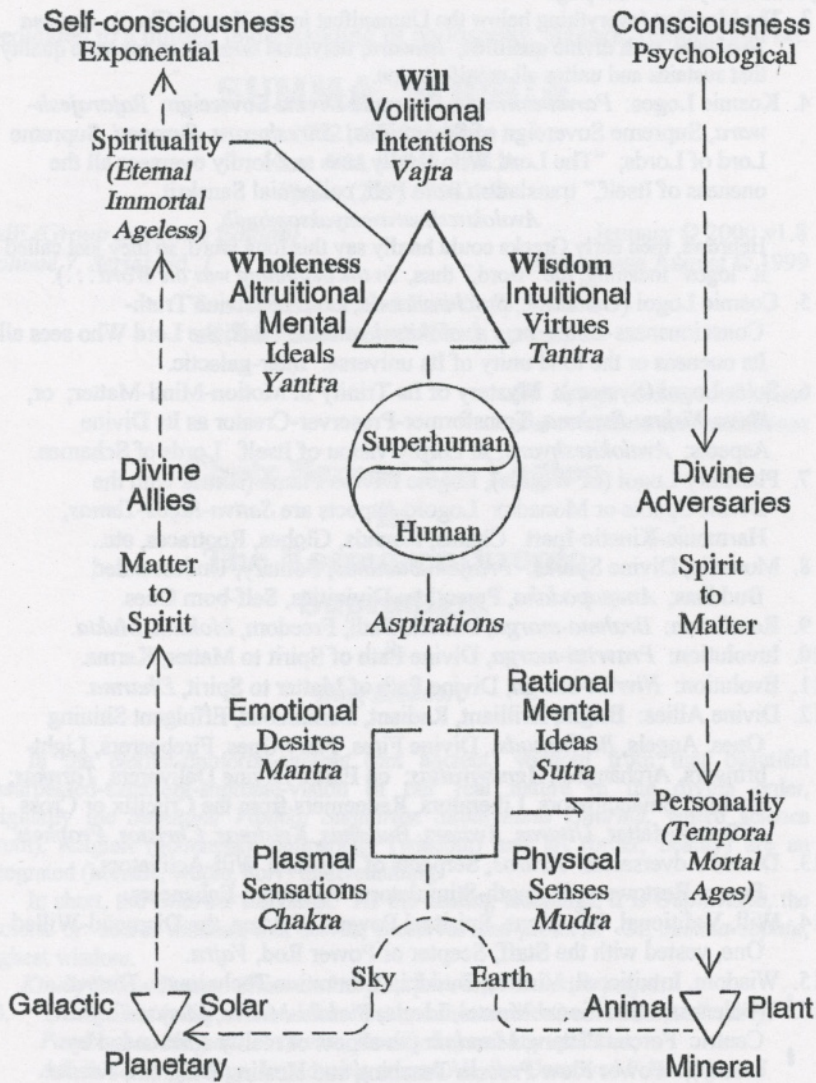 Self-consciousness
Exponential
Consciousness
Psychological
Will
Volitional
Intentions
Vajra
Spirituality
(Eternal
Immortal
Ageless)
Wholeness
Altruitional
Mental
Ideals
Yantra
Wisdom
Intuitional
Virtues
Tantra
Superhuman
Human
Divine
Allies
Divine
Adversaries
Matter
to
Spirit
Spirit
to
Matter
Aspirations
Emotional
Desires
Mantra
Rational
Mental
Ideas
Sutra
Personality
(Temporal
Mortal
Ages)
Plasmal
Sensations
Chakra
Physical
Senses
Mudra
Sky
Earth
Galactic
Solar
Planetary
Animal
Plant
Mineral